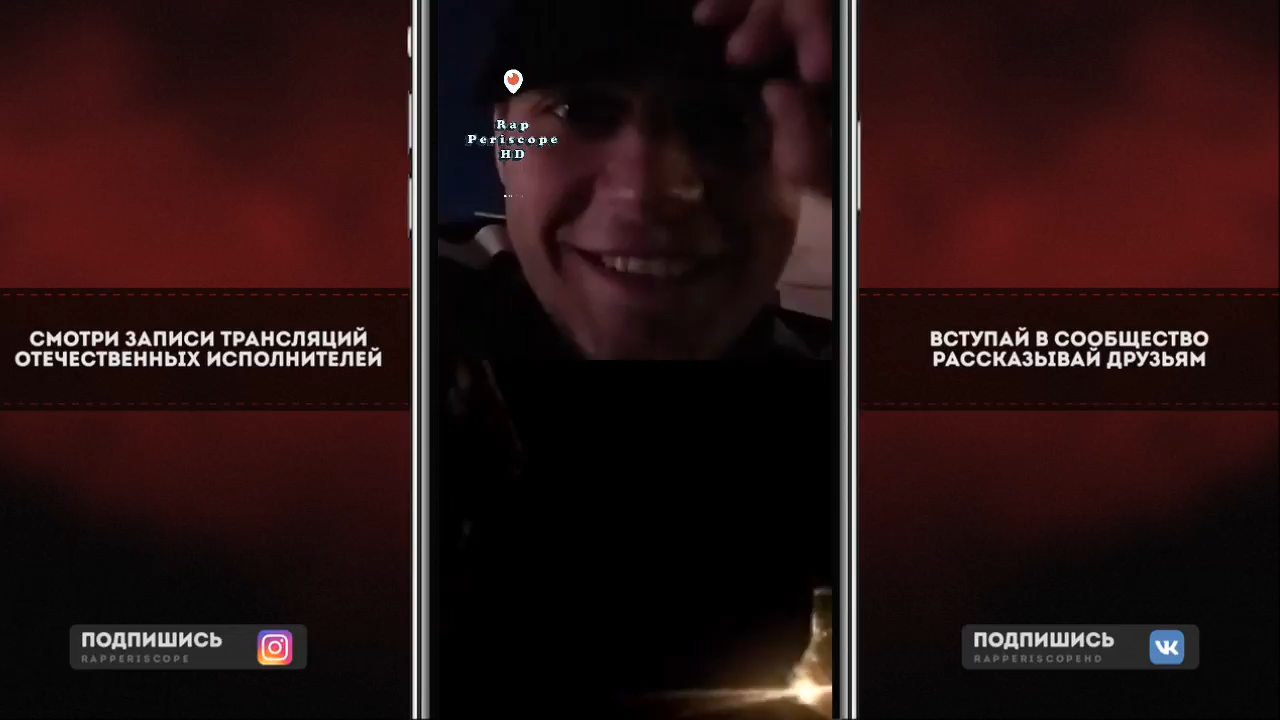 Rap
Periscope
HD
СМОТРИ ЗАПИСИ ТРАНСЛЯЦИЙ
ОТЕЧЕСТВЕННЫХ ИСПОЛНИТЕЛЕЙ
ВСТУПАЙ В СООБЩЕСТВО
РАССКАЗЫВАЙ ДРУЗЬЯМ
ПОДПИШИСЬ
RAPPERISCOPE
ПОДПИШИСЬ
RAPPERISCOPEHD